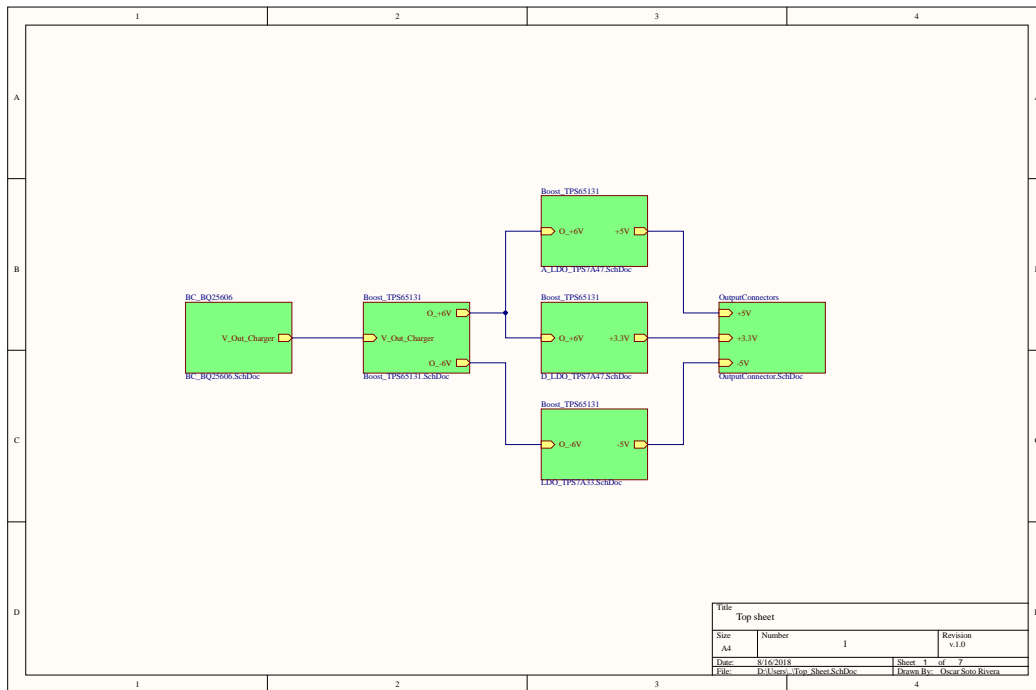 1 2 3 4
A
Boost_TPS65131
O_+6V +5V
A_LDO_TPS7A47.SchDoc
B
BC_BQ25606
V_Out_Charger
BC_BQ25606.SchDoc
Boost_TPS65131
O_+6V
V_Out_Charger
O_-6V
Boost_TPS65131.SchDoc
Boost_TPS65131
O_+6V +3.3V
D_LDO_TPS7A47.SchDoc
OutputConnectors
+5V
+3.3V
-5V
OutputConnector.SchDoc
C
Boost_TPS65131
O_-6V -5V
LDO_TPS7A33.SchDoc
D
Title
Top sheet
Size Number Revision
A4 1 v.1.0
Date: 8/16/2018 Sheet 1 of 7
File: D:\Users\..\Top_Sheet.SchDoc Drawn By: Oscar Soto Rivera
1 2 3 4